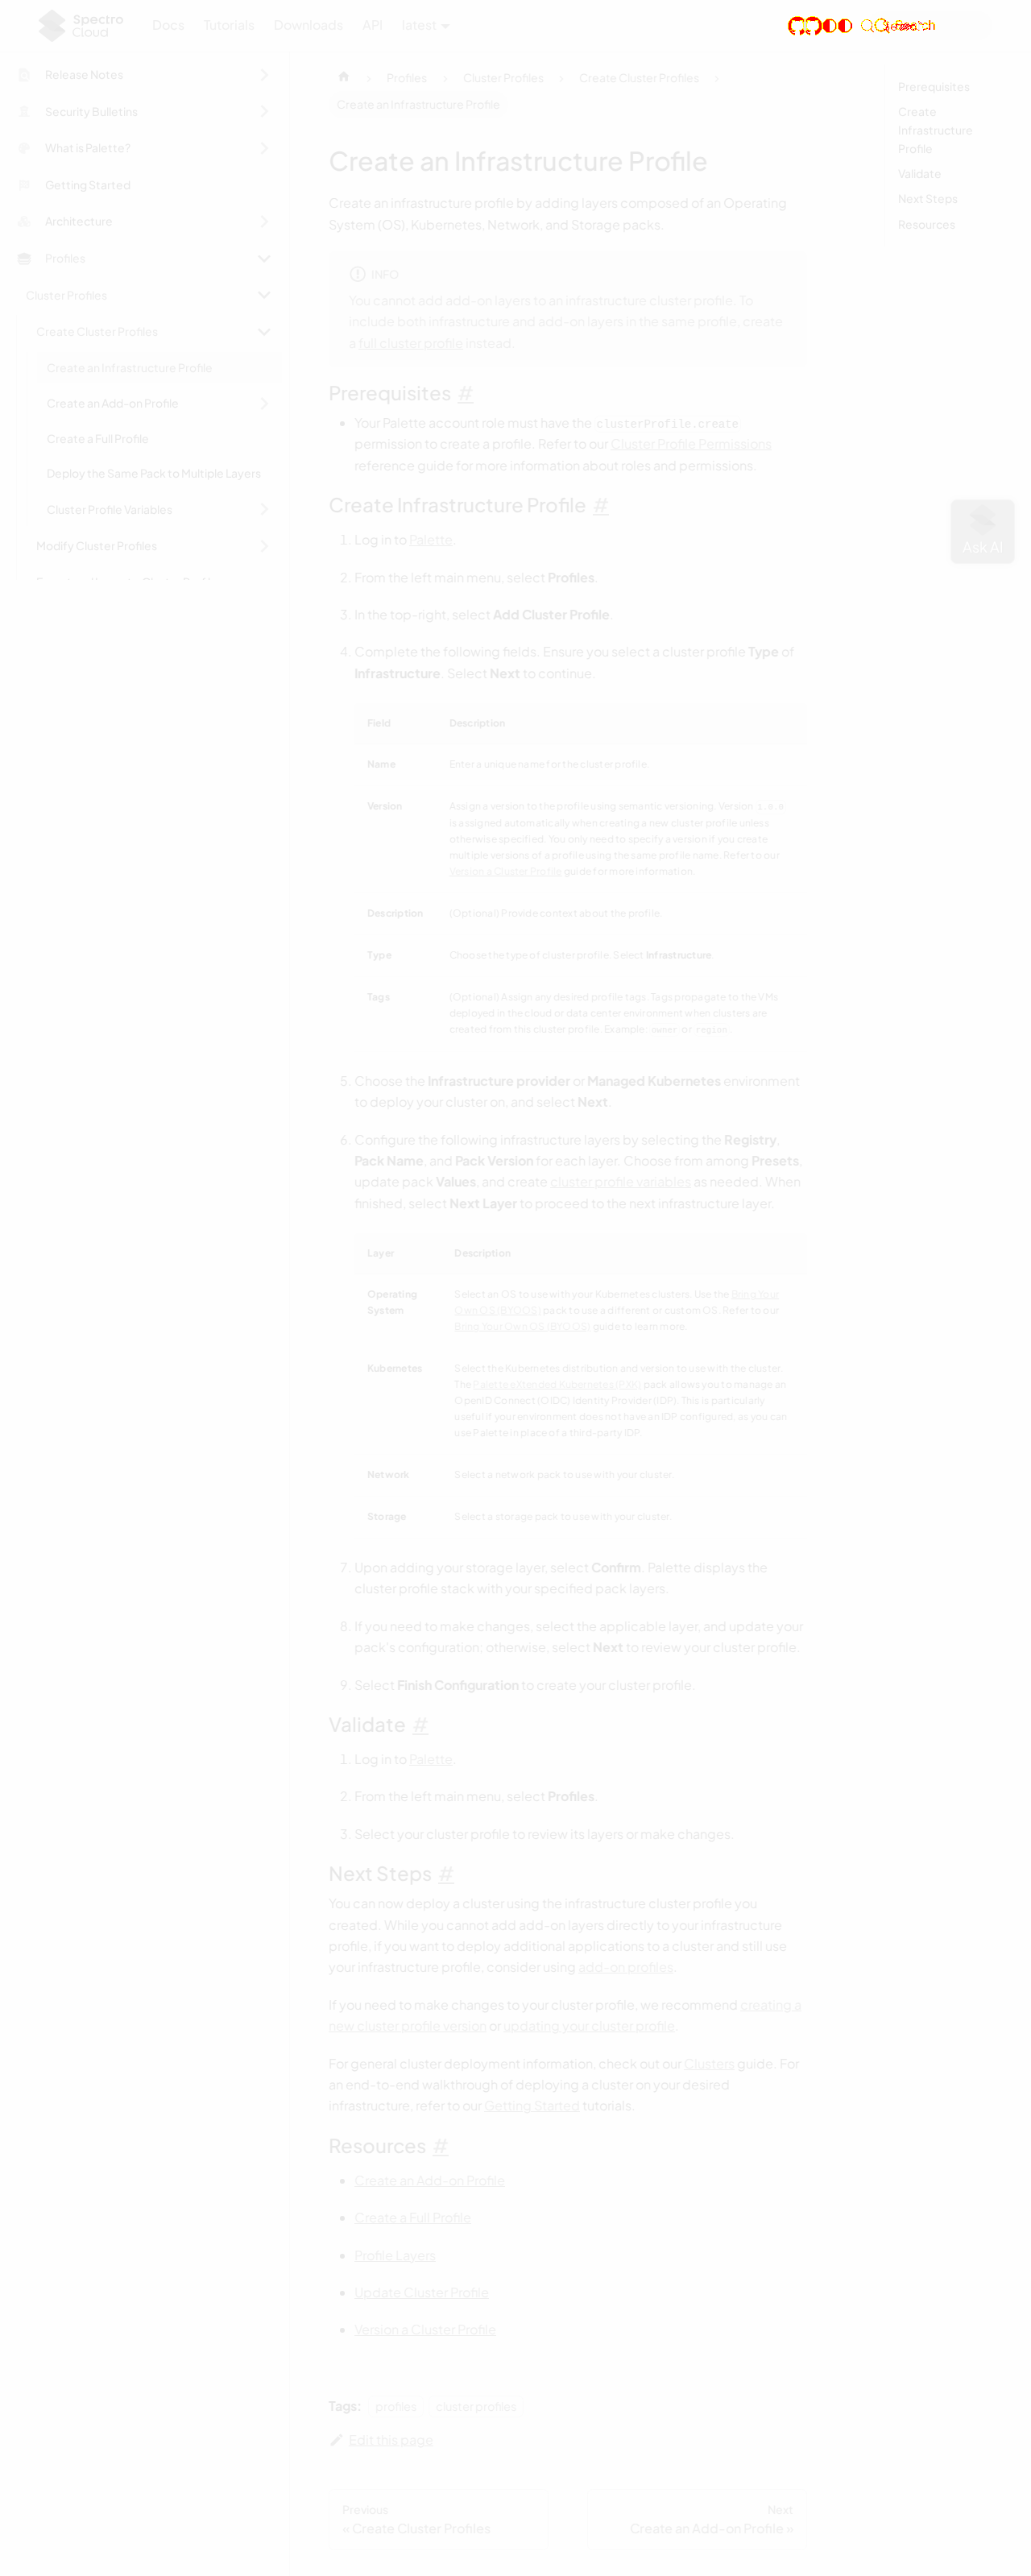 Spectro
Cloud
Docs Tutorials Downloads API latest
Release Notes
Security Bulletins
What is Palette?
Getting Started
Architecture
Profiles
Cluster Profiles
Create Cluster Profiles
Create an Infrastructure Profile
Create an Add-on Profile
Create a Full Profile
Deploy the Same Pack to Multiple Layers
Cluster Profile Variables
Modify Cluster Profiles
Profiles › Cluster Profiles › Create Cluster Profiles ›
Create an Infrastructure Profile
Create an Infrastructure Profile
Create an infrastructure profile by adding layers composed of an Operating
System (OS), Kubernetes, Network, and Storage packs.
INFO
You cannot add add-on layers to an infrastructure cluster profile. To
include both infrastructure and add-on layers in the same profile, create
a full cluster profile instead.
Prerequisites #
• Your Palette account role must have the clusterProfile.create
permission to create a profile. Refer to our Cluster Profile Permissions
reference guide for more information about roles and permissions.
Create Infrastructure Profile #
1. Log in to Palette.
2. From the left main menu, select Profiles.
3. In the top-right, select Add Cluster Profile.
4. Complete the following fields. Ensure you select a cluster profile Type of
Infrastructure. Select Next to continue.
Field Description
Name Enter a unique name for the cluster profile.
Version Assign a version to the profile using semantic versioning. Version 1.0.0
is assigned automatically when creating a new cluster profile unless
otherwise specified. You only need to specify a version if you create
multiple versions of a profile using the same profile name. Refer to our
Version a Cluster Profile guide for more information.
Description (Optional) Provide context about the profile.
Type Choose the type of cluster profile. Select Infrastructure.
Tags (Optional) Assign any desired profile tags. Tags propagate to the VMs
deployed in the cloud or data center environment when clusters are
created from this cluster profile. Example: owner or region.
5. Choose the Infrastructure provider or Managed Kubernetes environment
to deploy your cluster on, and select Next.
6. Configure the following infrastructure layers by selecting the Registry,
Pack Name, and Pack Version for each layer. Choose from among Presets,
update pack Values, and create cluster profile variables as needed. When
finished, select Next Layer to proceed to the next infrastructure layer.
Layer Description
Operating System Select an OS to use with your Kubernetes clusters. Use the Bring Your
Own OS (BYOOS) pack to use a different or custom OS. Refer to our
Bring Your Own OS (BYOOS) guide to learn more.
Kubernetes Select the Kubernetes distribution and version to use with the cluster.
The Palette eXtended Kubernetes (PXK) pack allows you to manage an
OpenID Connect (OIDC) Identity Provider (IDP). This is particularly
useful if your environment does not have an IDP configured, as you can
use Palette in place of a third-party IDP.
Network Select a network pack to use with your cluster.
Storage Select a storage pack to use with your cluster.
7. Upon adding your storage layer, select Confirm. Palette displays the
cluster profile stack with your specified pack layers.
8. If you need to make changes, select the applicable layer, and update your
pack's configuration; otherwise, select Next to review your cluster profile.
9. Select Finish Configuration to create your cluster profile.
Validate #
1. Log in to Palette.
2. From the left main menu, select Profiles.
3. Select your cluster profile to review its layers or make changes.
Next Steps #
You can now deploy a cluster using the infrastructure cluster profile you
created. While you cannot add add-on layers directly to your infrastructure
profile, if you want to deploy additional applications to a cluster and still use
your infrastructure profile, consider using add-on profiles.
If you need to make changes to your cluster profile, we recommend creating a
new cluster profile version or updating your cluster profile.
For general cluster deployment information, check out our Clusters guide. For
an end-to-end walkthrough of deploying a cluster on your desired
infrastructure, refer to our Getting Started tutorials.
Resources #
• Create an Add-on Profile
• Create a Full Profile
• Profile Layers
• Update Cluster Profile
• Version a Cluster Profile
Tags: profiles cluster profiles
Edit this page
Previous
« Create Cluster Profiles
Next
Create an Add-on Profile »
Prerequisites
Create
Infrastructure
Profile
Validate
Next Steps
Resources
Ask AI